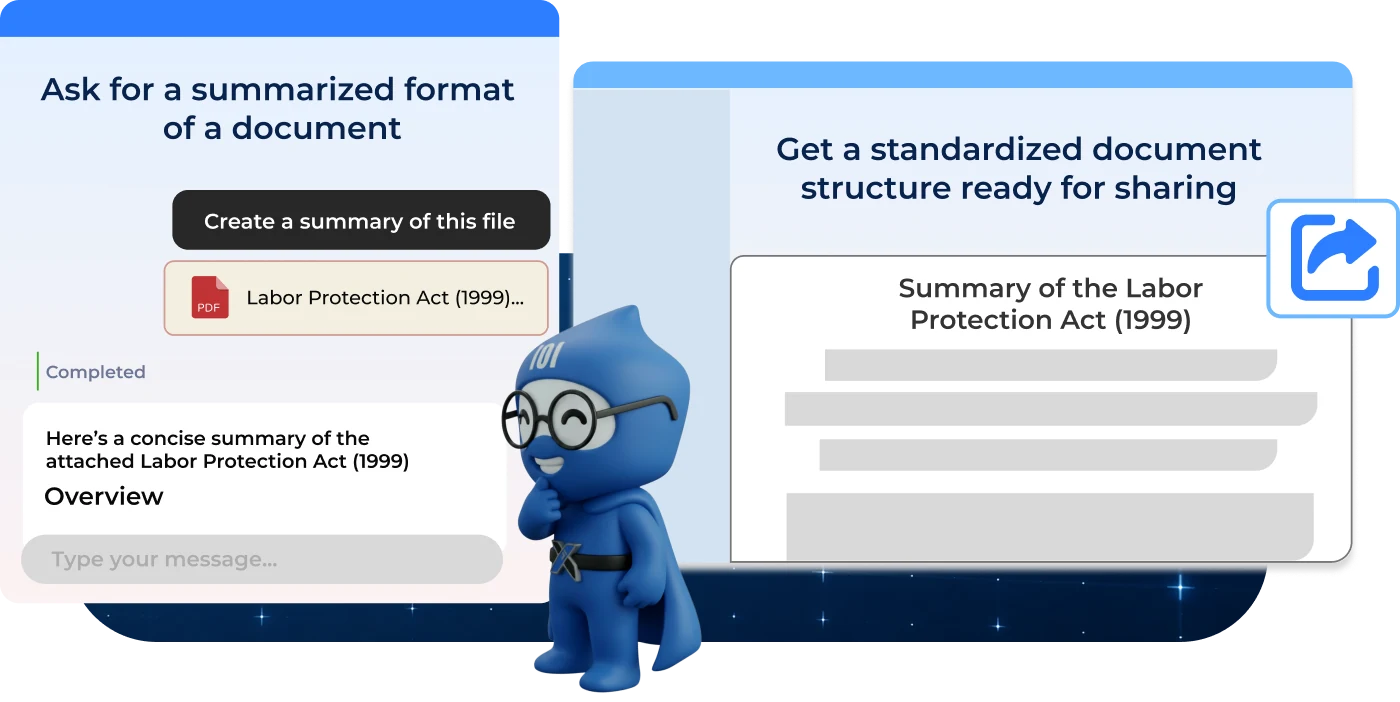 Ask for a summarized format
of a document
Create a summary of this file
PDF
Labor Protection Act (1999)...
Completed
Here’s a concise summary of the
attached Labor Protection Act (1999)
Overview
Type your message...
101
X
Get a standardized document
structure ready for sharing
Summary of the Labor
Protection Act (1999)